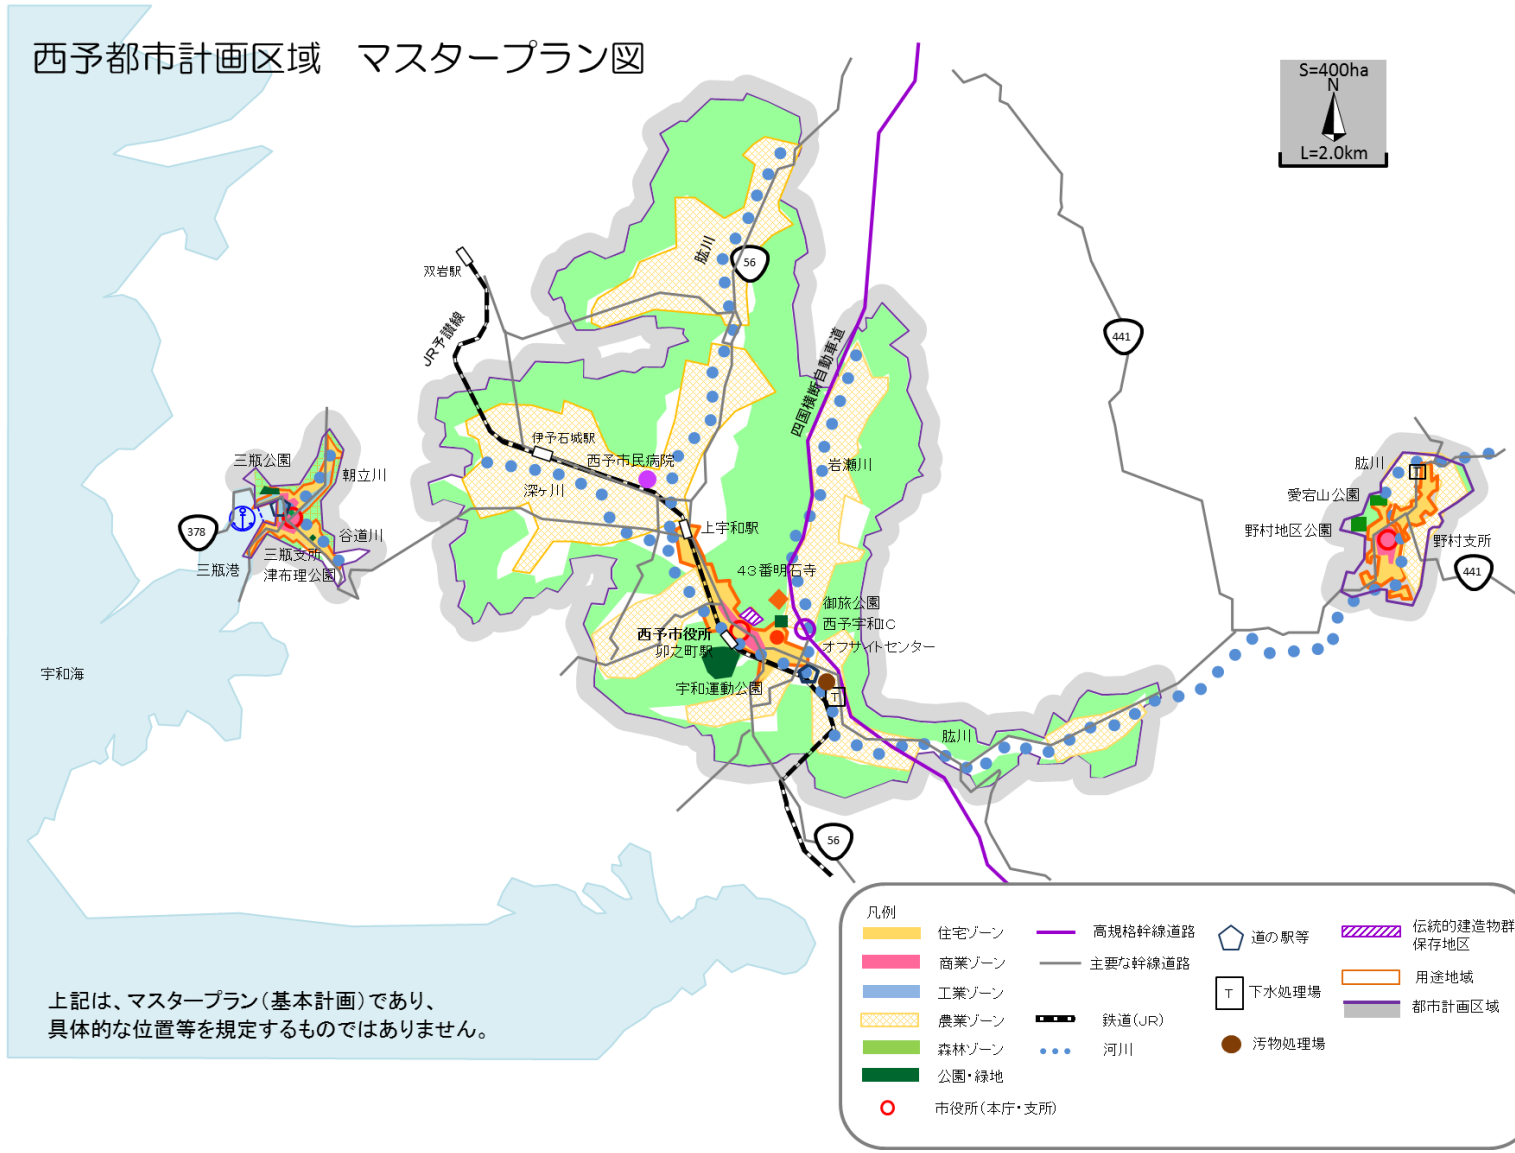 西予都市計画区域　マスタープラン図
S=400ha
N
L=2.0km
肱川
56
双岩駅
JR予讃線
四国横断自動車道
441
伊予石城駅
西予市民病院
深ヶ川
岩瀬川
三瓶公園
朝立川
378
谷道川
三瓶支所
三瓶港
津布理公園
上宇和駅
43番明石寺
御旅公園
西予宇和IC
オフサイトセンター
西予市役所
卯之町駅
宇和運動公園
T
肱川
肱川
T
愛宕山公園
野村地区公園
野村支所
441
宇和海
56
上記は、マスタープラン(基本計画)であり、
具体的な位置等を規定するものではありません。
凡例
住宅ゾーン
商業ゾーン
工業ゾーン
農業ゾーン
森林ゾーン
公園・緑地
市役所(本庁・支所)
高規格幹線道路
主要な幹線道路
鉄道(JR)
河川
道の駅等
T
下水処理場
汚物処理場
伝統的建造物群
保存地区
用途地域
都市計画区域